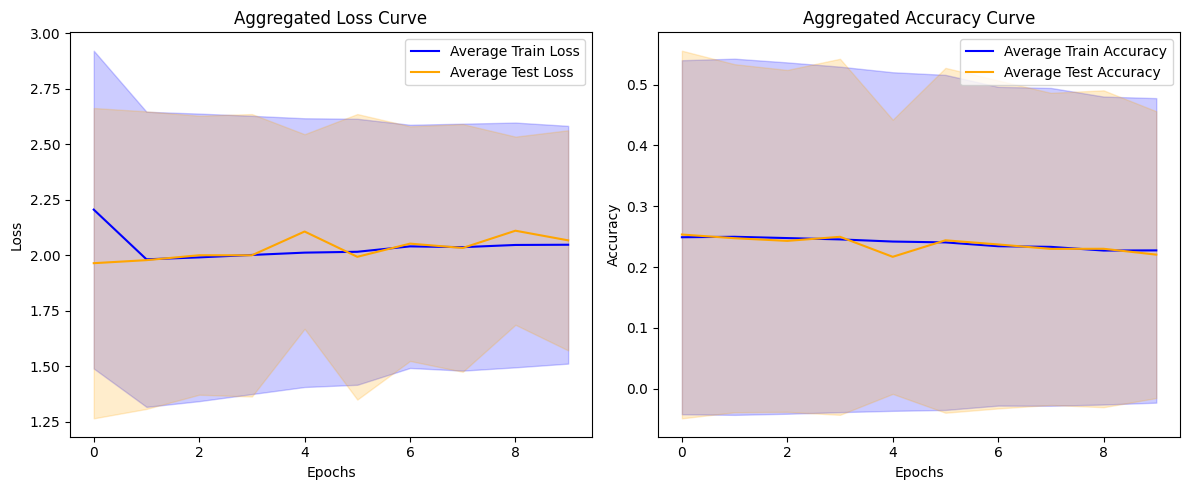 Aggregated Loss Curve
Average Train Loss
Average Test Loss
3.00
2.75
2.50
2.25
2.00
1.75
1.50
1.25
Loss
0 2 4 6 8
Epochs
Aggregated Accuracy Curve
Average Train Accuracy
Average Test Accuracy
0.5
0.4
0.3
0.2
0.1
0.0
Accuracy
0 2 4 6 8
Epochs